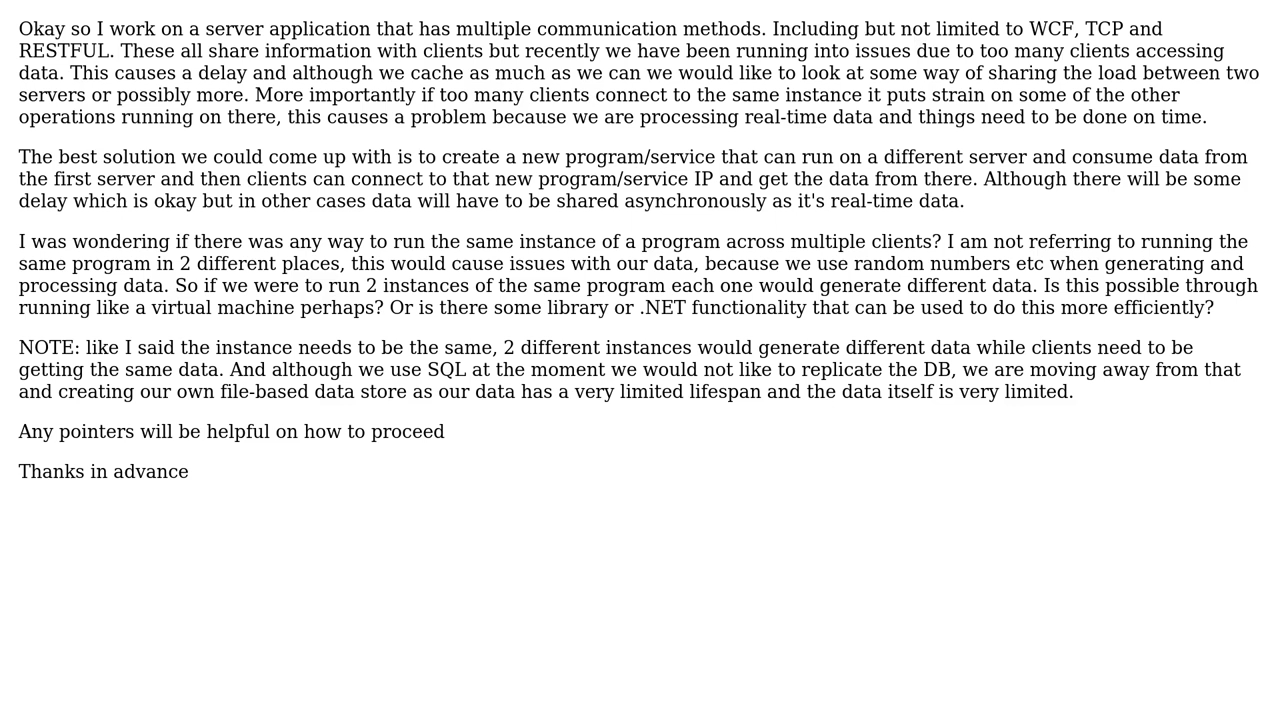 Okay so I work on a server application that has multiple communication methods. Including but not limited to WCF, TCP and
RESTFUL. These all share information with clients but recently we have been running into issues due to too many clients accessing
data. This causes a delay and although we cache as much as we can we would like to look at some way of sharing the load between two
servers or possibly more. More importantly if too many clients connect to the same instance it puts strain on some of the other
operations running on there, this causes a problem because we are processing real-time data and things need to be done on time.
The best solution we could come up with is to create a new program/service that can run on a different server and consume data from
the first server and then clients can connect to that new program/service IP and get the data from there. Although there will be some
delay which is okay but in other cases data will have to be shared asynchronously as it's real-time data.
I was wondering if there was any way to run the same instance of a program across multiple clients? I am not referring to running the
same program in 2 different places, this would cause issues with our data, because we use random numbers etc when generating and
processing data. So if we were to run 2 instances of the same program each one would generate different data. Is this possible through
running like a virtual machine perhaps? Or is there some library or .NET functionality that can be used to do this more efficiently?
NOTE: like I said the instance needs to be the same, 2 different instances would generate different data while clients need to be
getting the same data. And although we use SQL at the moment we would not like to replicate the DB, we are moving away from that
and creating our own file-based data store as our data has a very limited lifespan and the data itself is very limited.
Any pointers will be helpful on how to proceed
Thanks in advance